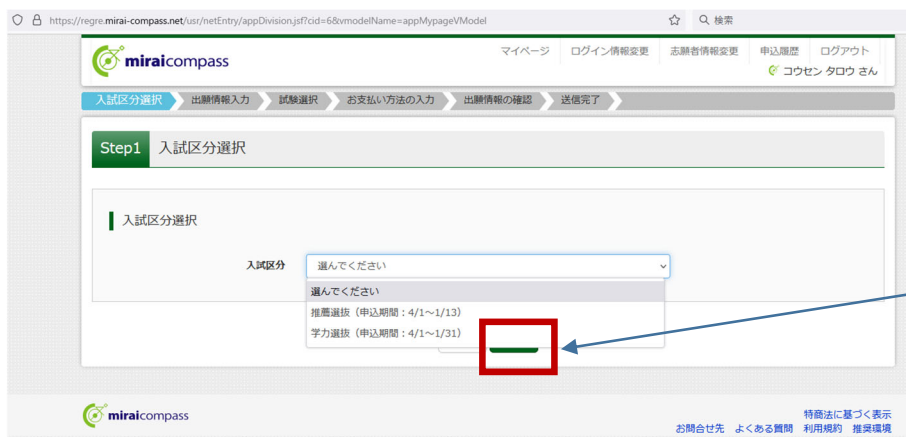 https://regre.mirai-compass.net/usr/netEntry/appDivision.jsf?cid=6&vmodelName=appMypageVModel
検索
miraicompass
マイページ ログイン情報変更 志願者情報変更 申込履歴 ログアウト
コウセン タロウ さん
入試区分選択 出願情報入力 試験選択 お支払い方法の入力 出願情報の確認 送信完了
Step1 入試区分選択
入試区分選択
入試区分 選んでください
選んでください
推薦選抜（申込期間：4/1～1/13）
学力選抜（申込期間：4/1～1/31）
miraicompass
特商法に基づく表示
お問合せ先 よくある質問 利用規約 推奨環境